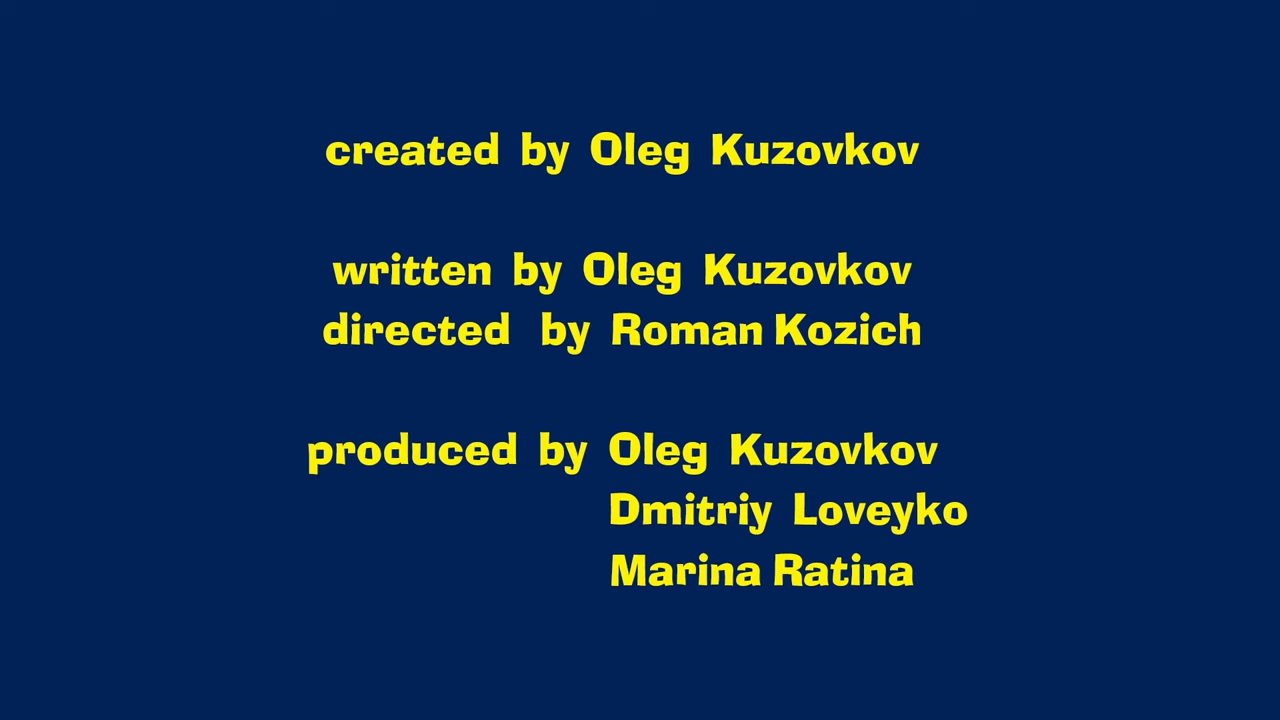 created by Oleg Kuzovkov
written by Oleg Kuzovkov
directed by Roman Kozich
produced by Oleg Kuzovkov
Dmitriy Loveyko
Marina Ratina